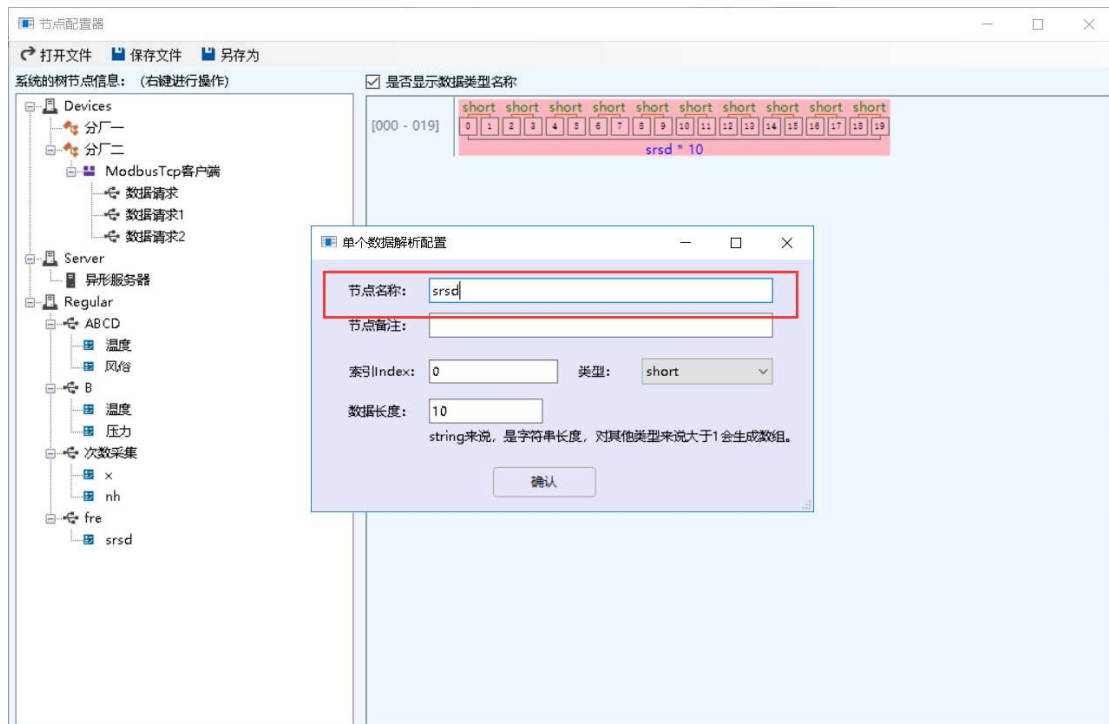 节点配置器
打开文件 保存文件 另存为
系统的树节点信息：（右键进行操作）
是否显示数据类型名称
Devices
分厂一
分厂二
ModbusTcp客户端
数据请求
数据请求1
数据请求2
Server
异形服务器
Regular
ABCD
温度
风俗
B
温度
压力
次数采集
x
nh
fre
srsd
short short short short short short short short short short
[000 - 019] 0 1 2 3 4 5 6 7 8 9 10 11 12 13 14 15 16 17 18 19
srsd * 10
单个数据解析配置
节点名称： srsd
节点备注：
索引Index： 0 类型： short
数据长度： 10
string来说，是字符串长度，对其他类型来说大于1会生成数组。
确认